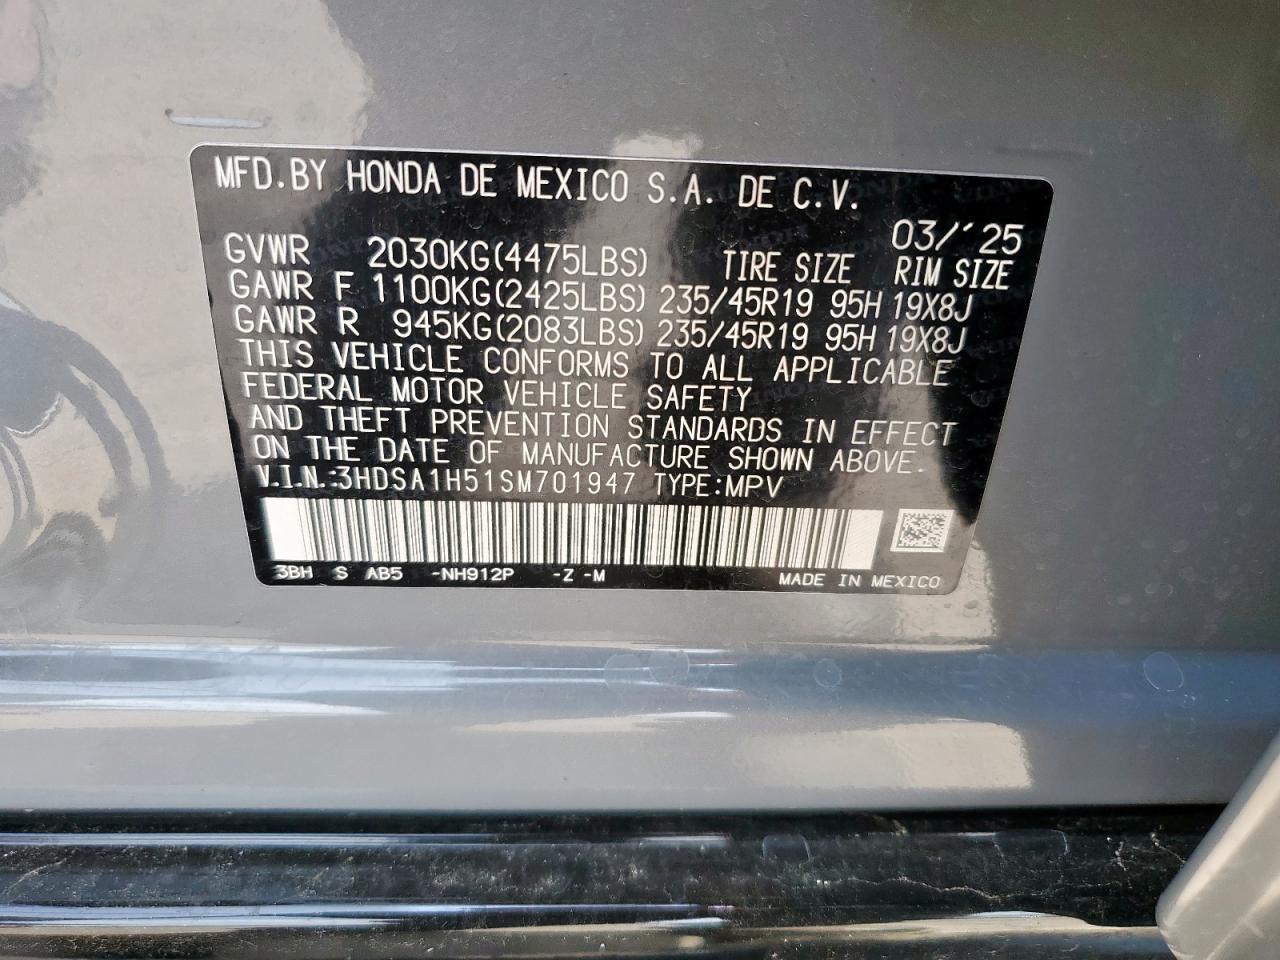 MFD.BY HONDA DE MEXICO S.A. DE C.V.
03/'25
GVWR 2030KG(4475LBS) TIRE SIZE RIM SIZE
GAWR F 1100KG(2425LBS) 235/45R19 95H 19X8J
GAWR R 945KG(2083LBS) 235/45R19 95H 19X8J
THIS VEHICLE CONFORMS TO ALL APPLICABLE
FEDERAL MOTOR VEHICLE SAFETY
AND THEFT PREVENTION STANDARDS IN EFFECT
ON THE DATE OF MANUFACTURE SHOWN ABOVE.
V.I.N.:3HDSA1H51SM701947 TYPE:MPV
3BH S AB5 -NH912P -Z -M MADE IN MEXICO